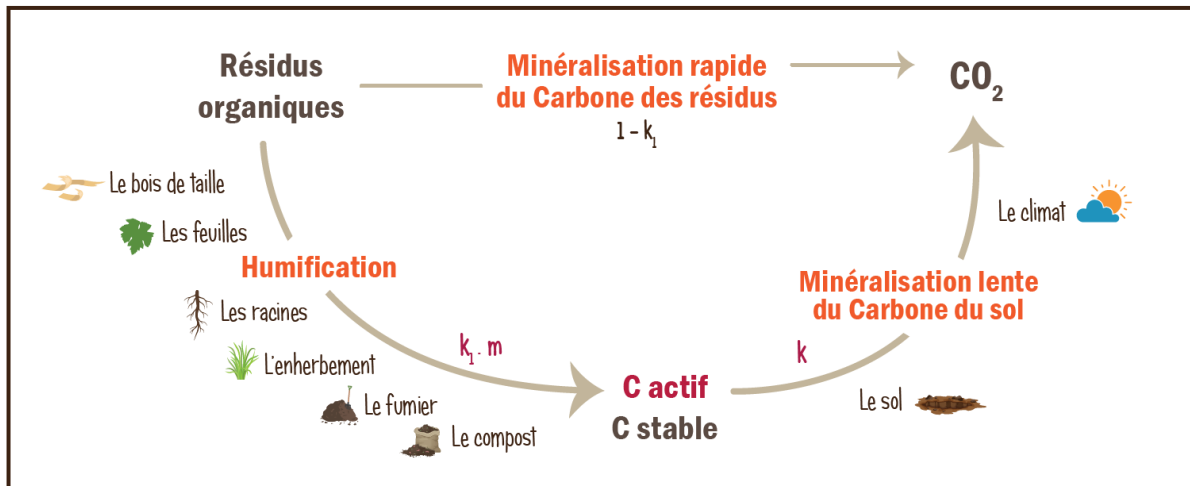 Résidus
organiques
Minéralisation rapide
du Carbone des résidus
1 - k₁
CO₂
Le bois de taille
Les feuilles
Humification
Les racines
L'enherbement
Le fumier
Le compost
k₁ . m
C actif
C stable
k
Minéralisation lente
du Carbone du sol
Le sol
Le climat